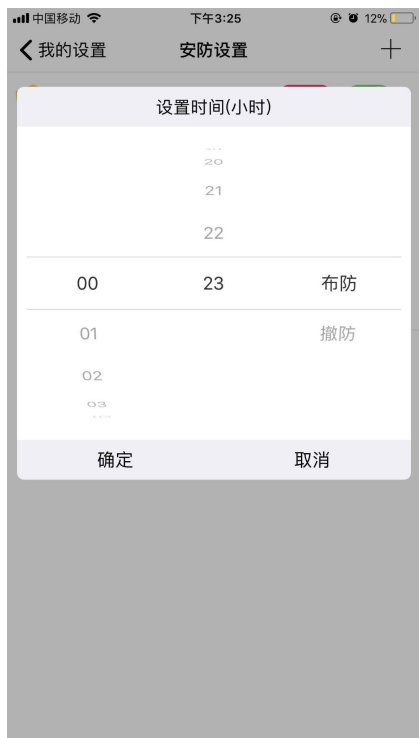 中国移动 下午3:25 12%
我的设置 安防设置
设置时间(小时)
20
21
22
00 23 布防
01 撤防
02
03
确定 取消